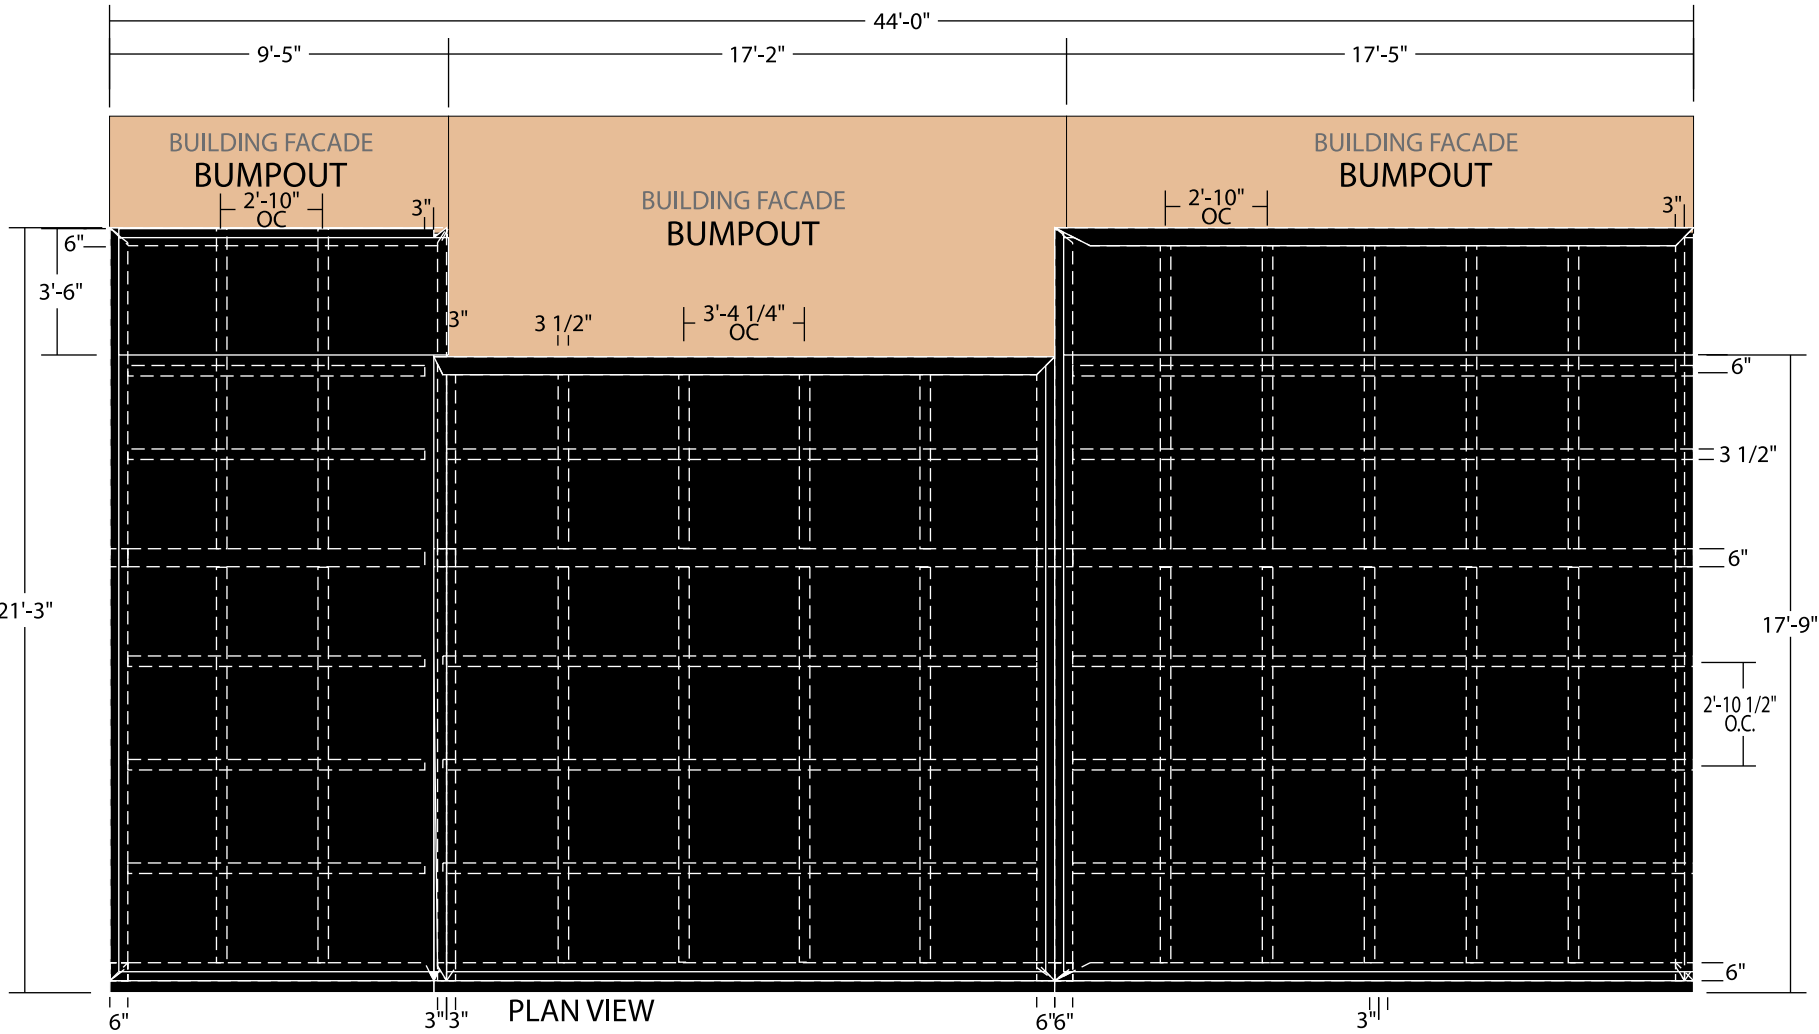 44'-0"
9'-5"
17'-2"
17'-5"
BUILDING FACADE
BUMPOUT
2'-10"
OC
3"
BUILDING FACADE
BUMPOUT
BUILDING FACADE
BUMPOUT
2'-10"
OC
3"
6"
3'-6"
3"
3 1/2"
3'-4 1/4"
OC
6"
3 1/2"
6"
21'-3"
17'-9"
2'-10 1/2"
O.C.
6"
6"
3"
3"
PLAN VIEW
6"
6"
3"